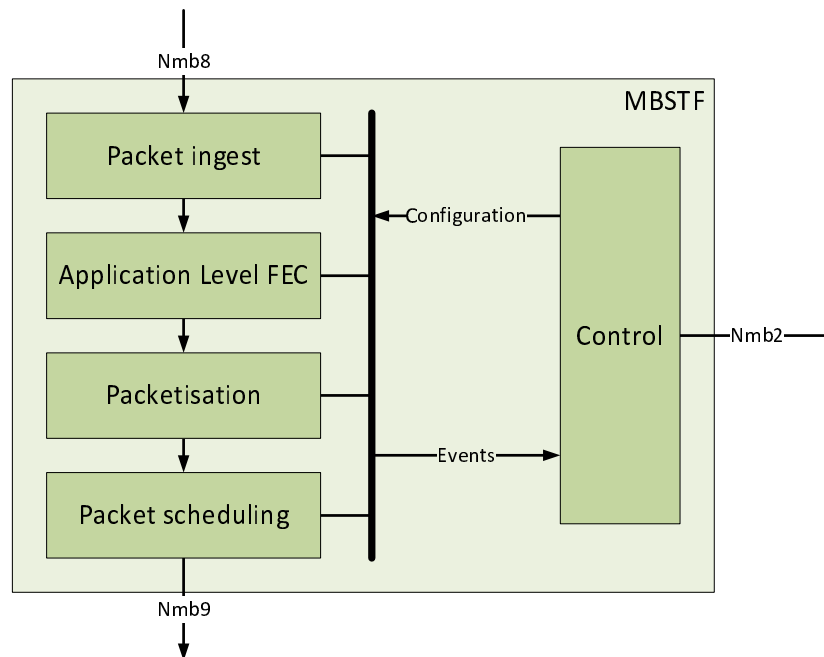 Nmb8
MBSTF
Packet ingest
Configuration
Application Level FEC
Control
Nmb2
Packetisation
Events
Packet scheduling
Nmb9